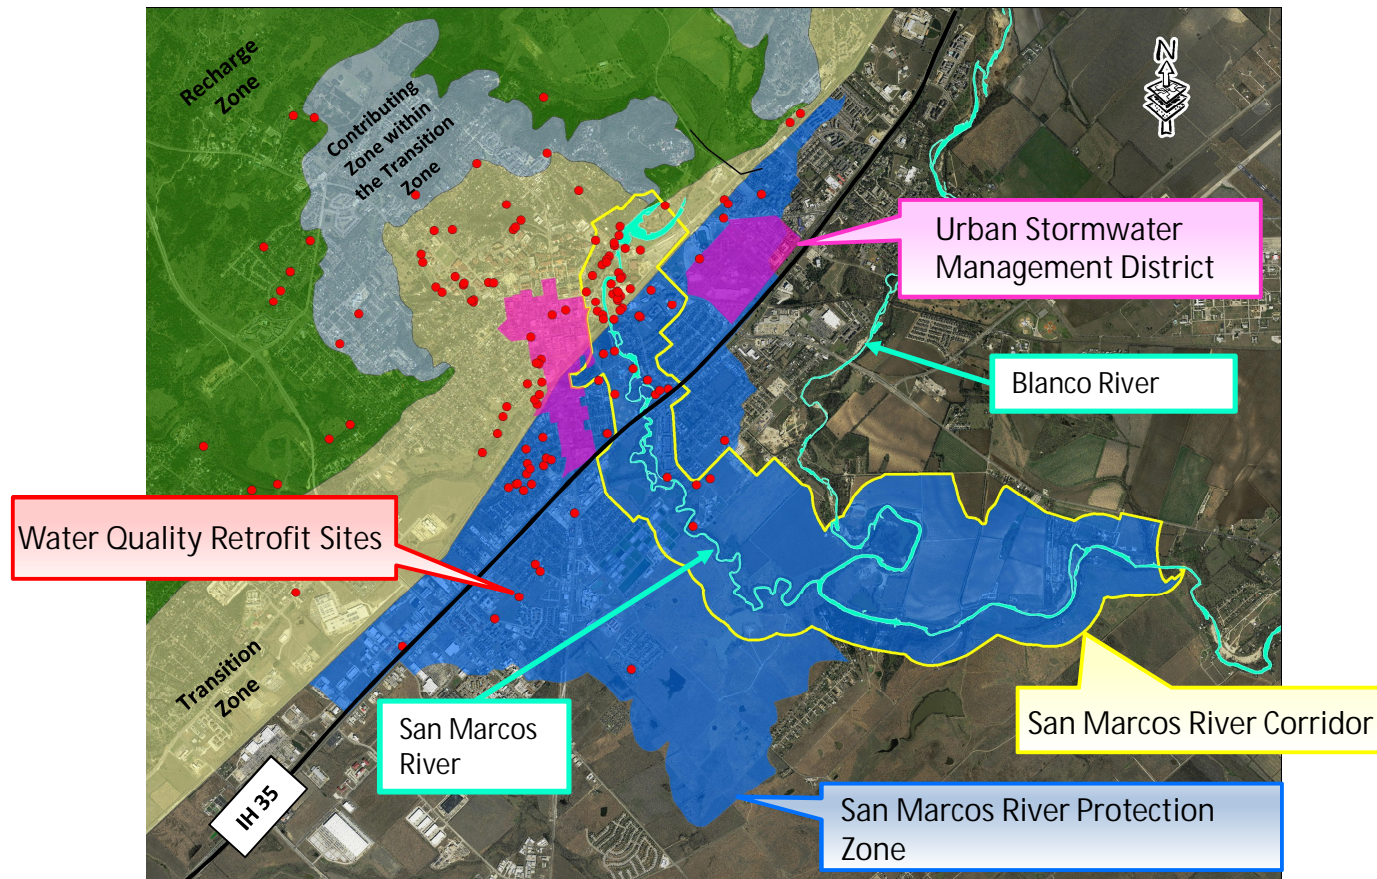 Recharge
Zone
Contributing
Zone within
the Transition
Zone
N
Urban Stormwater
Management District
Blanco River
Water Quality Retrofit Sites
Transition
Zone
San Marcos
River
San Marcos River Corridor
IH 35
San Marcos River Protection
Zone